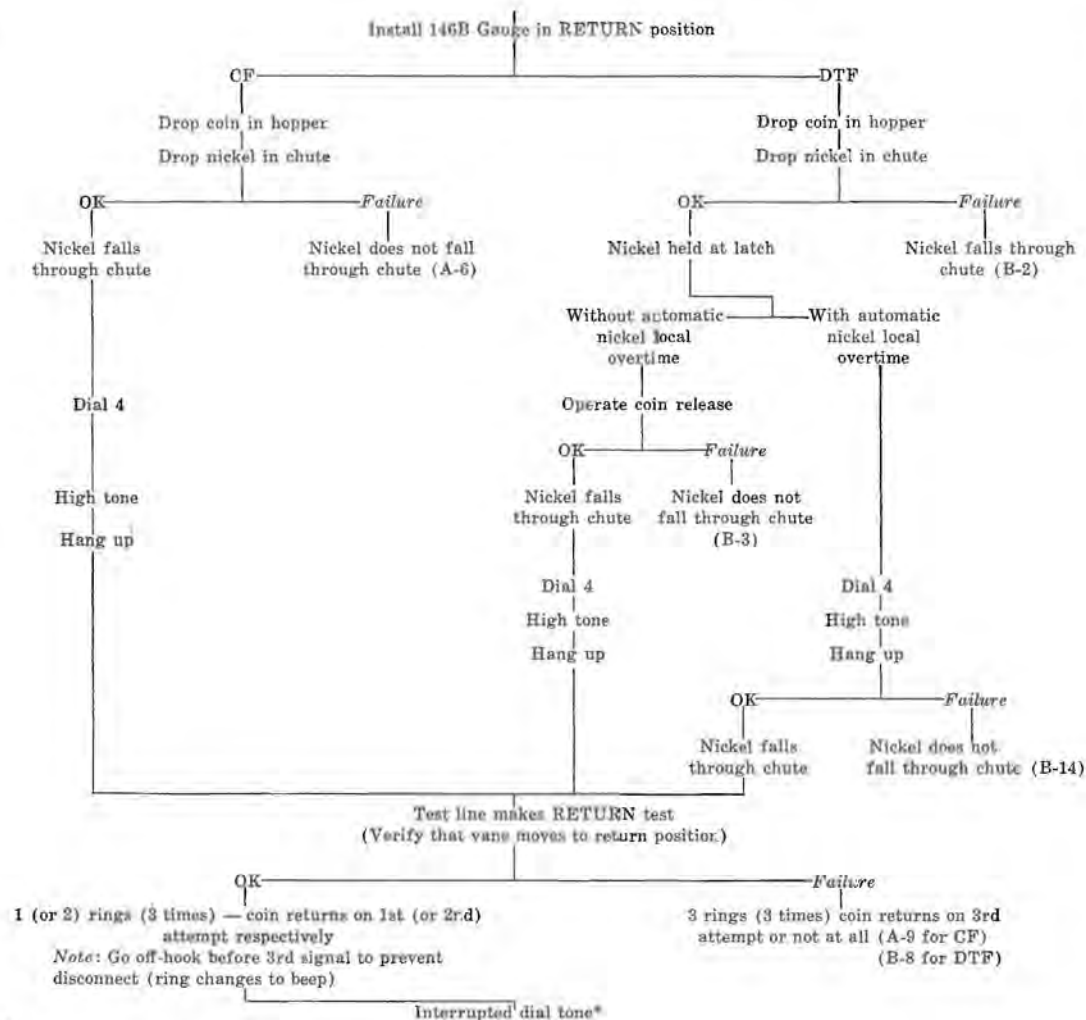 Install 146B Gauge in RETURN position
CF
DTF
Drop coin in hopper
Drop nickel in chute
Drop coin in hopper
Drop nickel in chute
OK
Failure
OK
Failure
Nickel falls
through chute
Nickel does not fall
through chute (A-6)
Nickel held at latch
Nickel falls through
chute (B-2)
Without automatic
nickel local
overtime
With automatic
nickel local
overtime
Dial 4
Operate coin release
OK
Failure
High tone
Hang up
Nickel falls
through chute
Nickel does not
fall through chute
(B-3)
Dial 4
High tone
Hang up
Dial 4
High tone
Hang up
OK
Failure
Nickel falls
through chute
Nickel does not
fall through chute (B-14)
Test line makes RETURN test
(Verify that vane moves to return position)
OK
Failure
1 (or 2) rings (3 times) — coin returns on 1st (or 2nd)
attempt respectively
Note: Go off-hook before 3rd signal to prevent
disconnect (ring changes to beep)
3 rings (3 times) coin returns on 3rd
attempt or not at all (A-9 for CF)
(B-8 for DTF)
Interrupted dial tone*